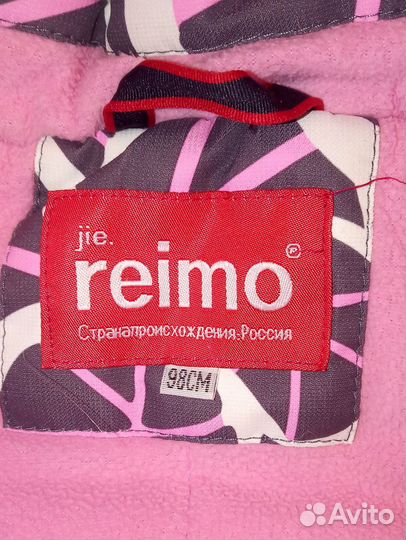 jie.
reimo®
Странапроисхождения:Россия
98CM
Avito